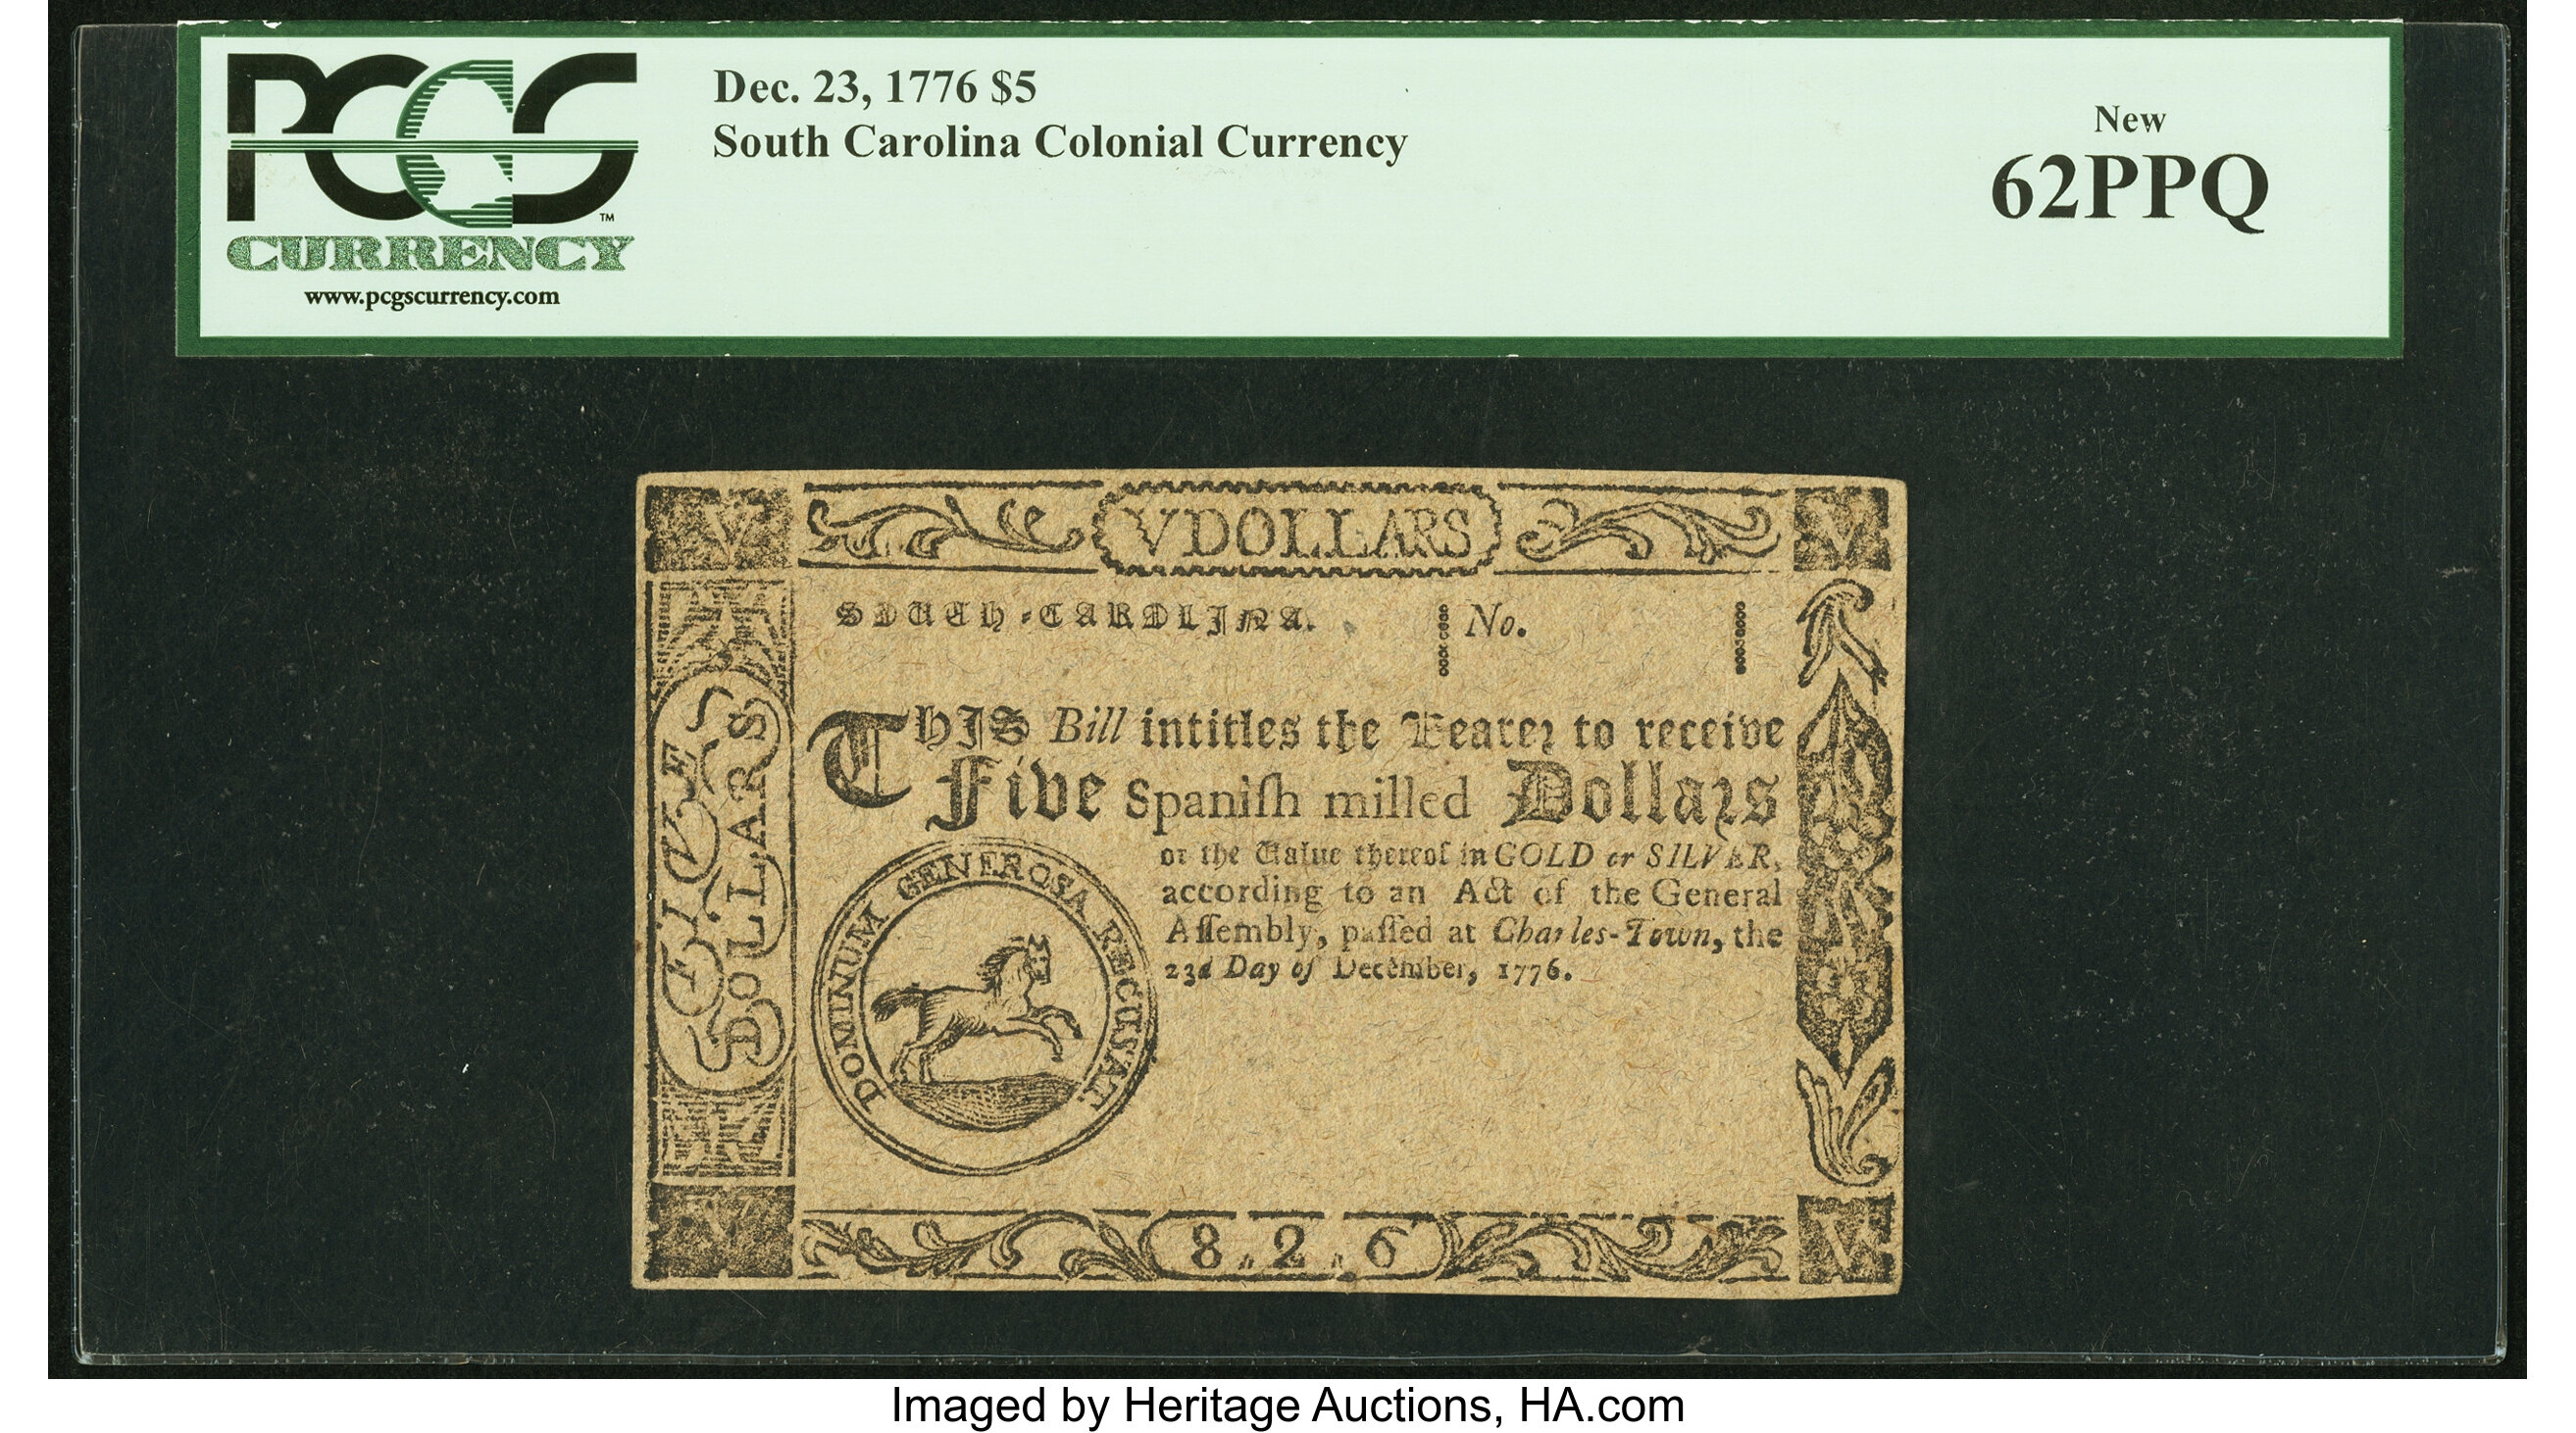 PCGS
TM
CURRENCY
www.pcgscurrency.com
Dec. 23, 1776 $5
South Carolina Colonial Currency
New
62PPQ
V
V DOLLARS
V
SOUTH-CAROLINA.
No.
FIVE
DOLLARS
THIS Bill intitles the Bearer to receive
Five Spaniſh milled Dollars
or the Value thereof in GOLD or SILVER,
according to an Act of the General
Aſſembly, paſſed at Charles-Town, the
23d Day of December, 1776.
DOMINUM GENEROSA RECUSAT.
V
8. 2. 6
V
Imaged by Heritage Auctions, HA.com